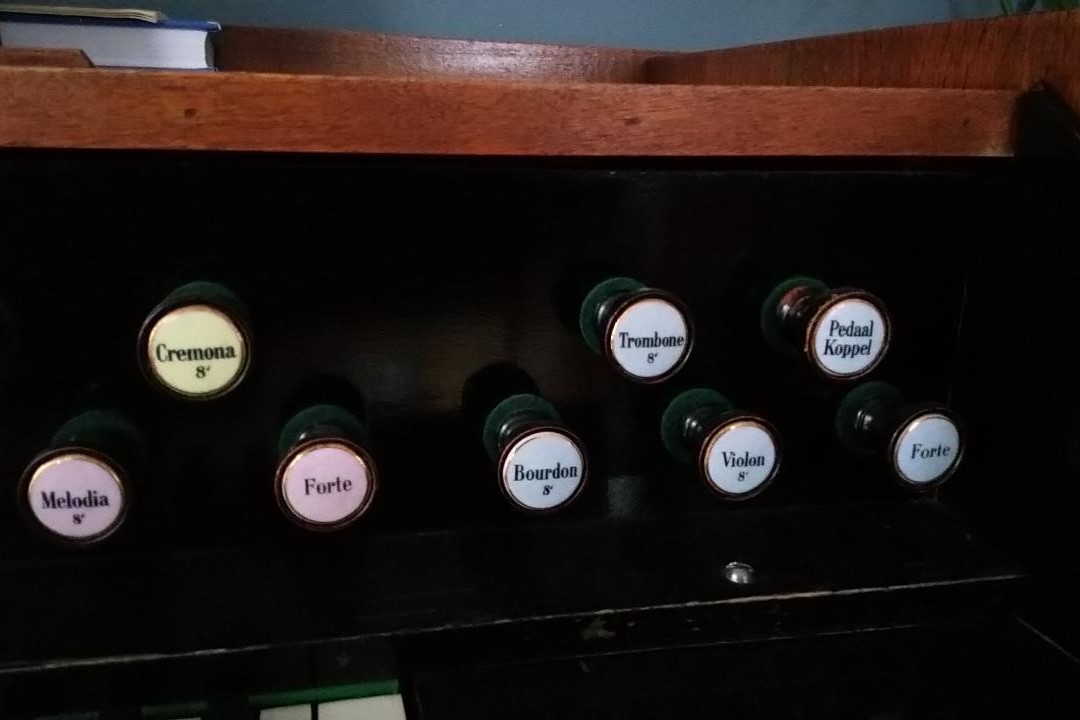 Cremona
8'
Trombone
8'
Pedaal
Koppel
Melodia
8'
Forte
Bourdon
8'
Violon
8'
Forte